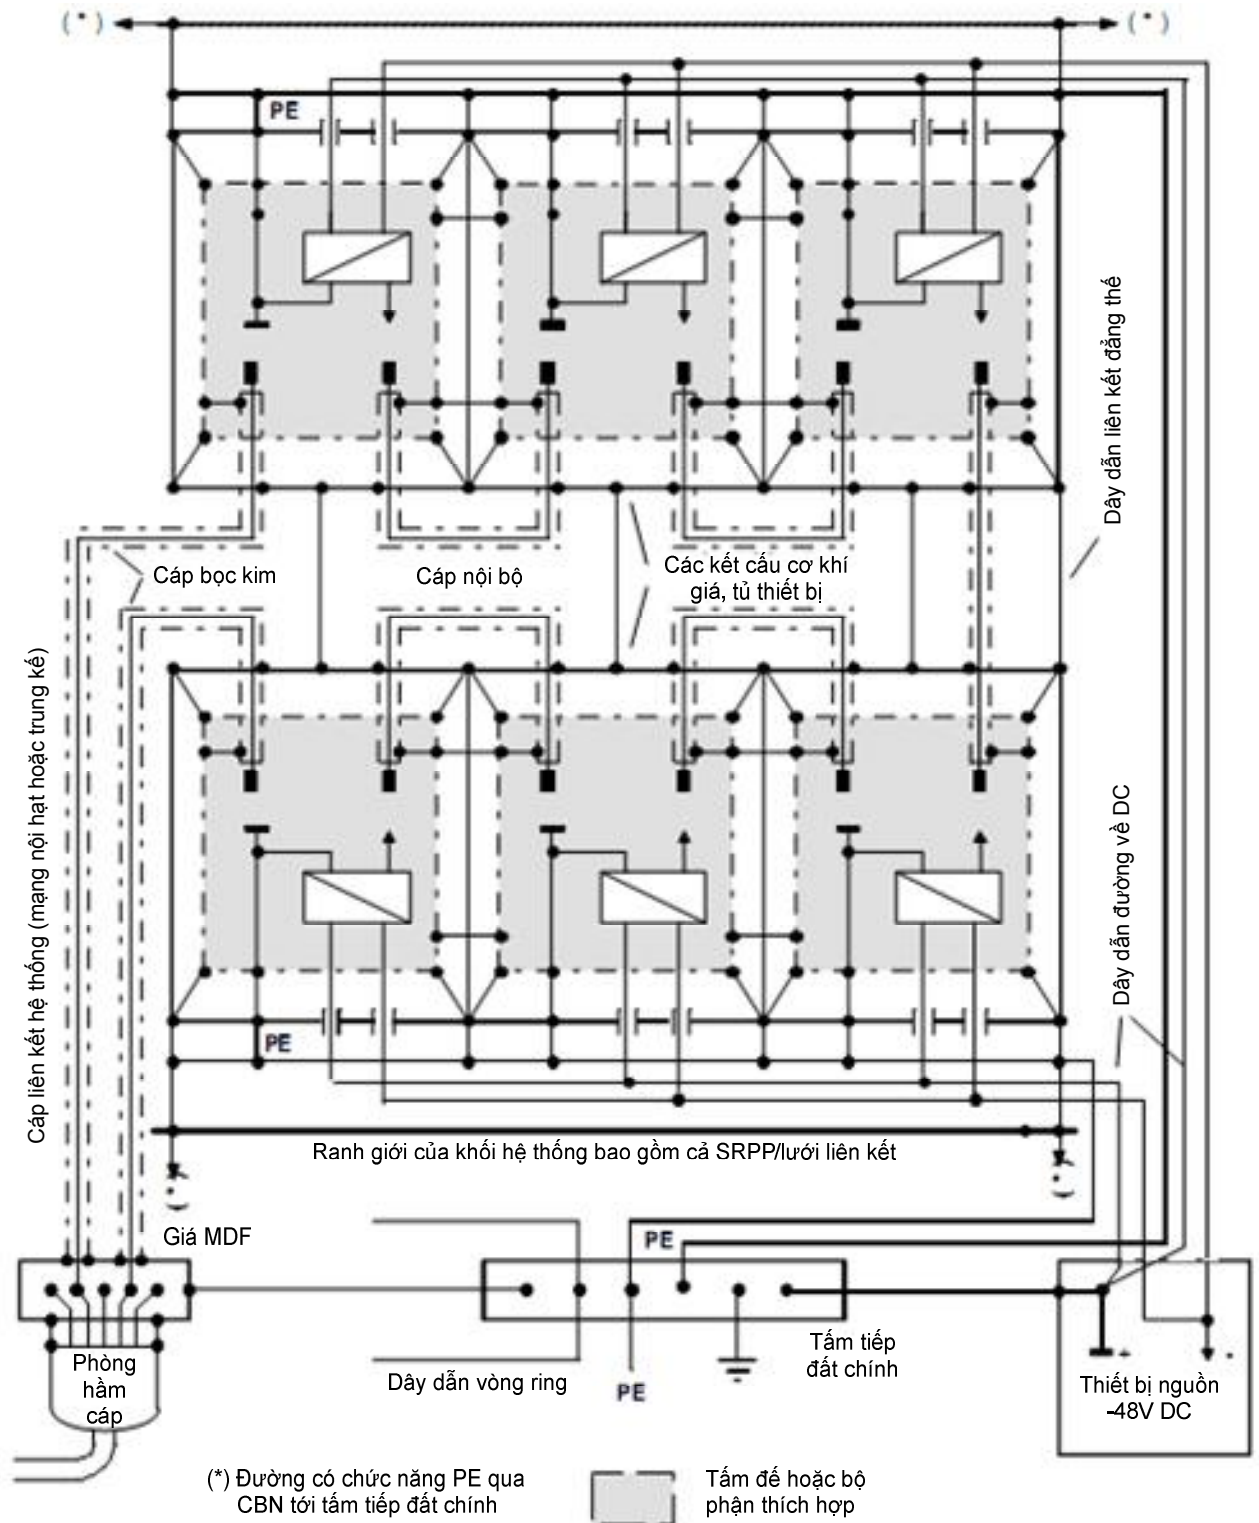 (*)
(*)
PE
Dây dẫn liên kết đẳng thế
Cáp bọc kim
Cáp nội bộ
Các kết cấu cơ khí
giá, tủ thiết bị
Cáp liên kết hệ thống (mạng nội hạt hoặc trung kế)
Dây dẫn đường về DC
PE
Ranh giới của khối hệ thống bao gồm cả SRPP/lưới liên kết
(*)
(*)
Giá MDF
PE
Tấm tiếp
đất chính
Phòng
hầm
cáp
Dây dẫn vòng ring
PE
+
-
Thiết bị nguồn
-48V DC
(*) Đường có chức năng PE qua
CBN tới tấm tiếp đất chính
Tấm đế hoặc bộ
phận thích hợp